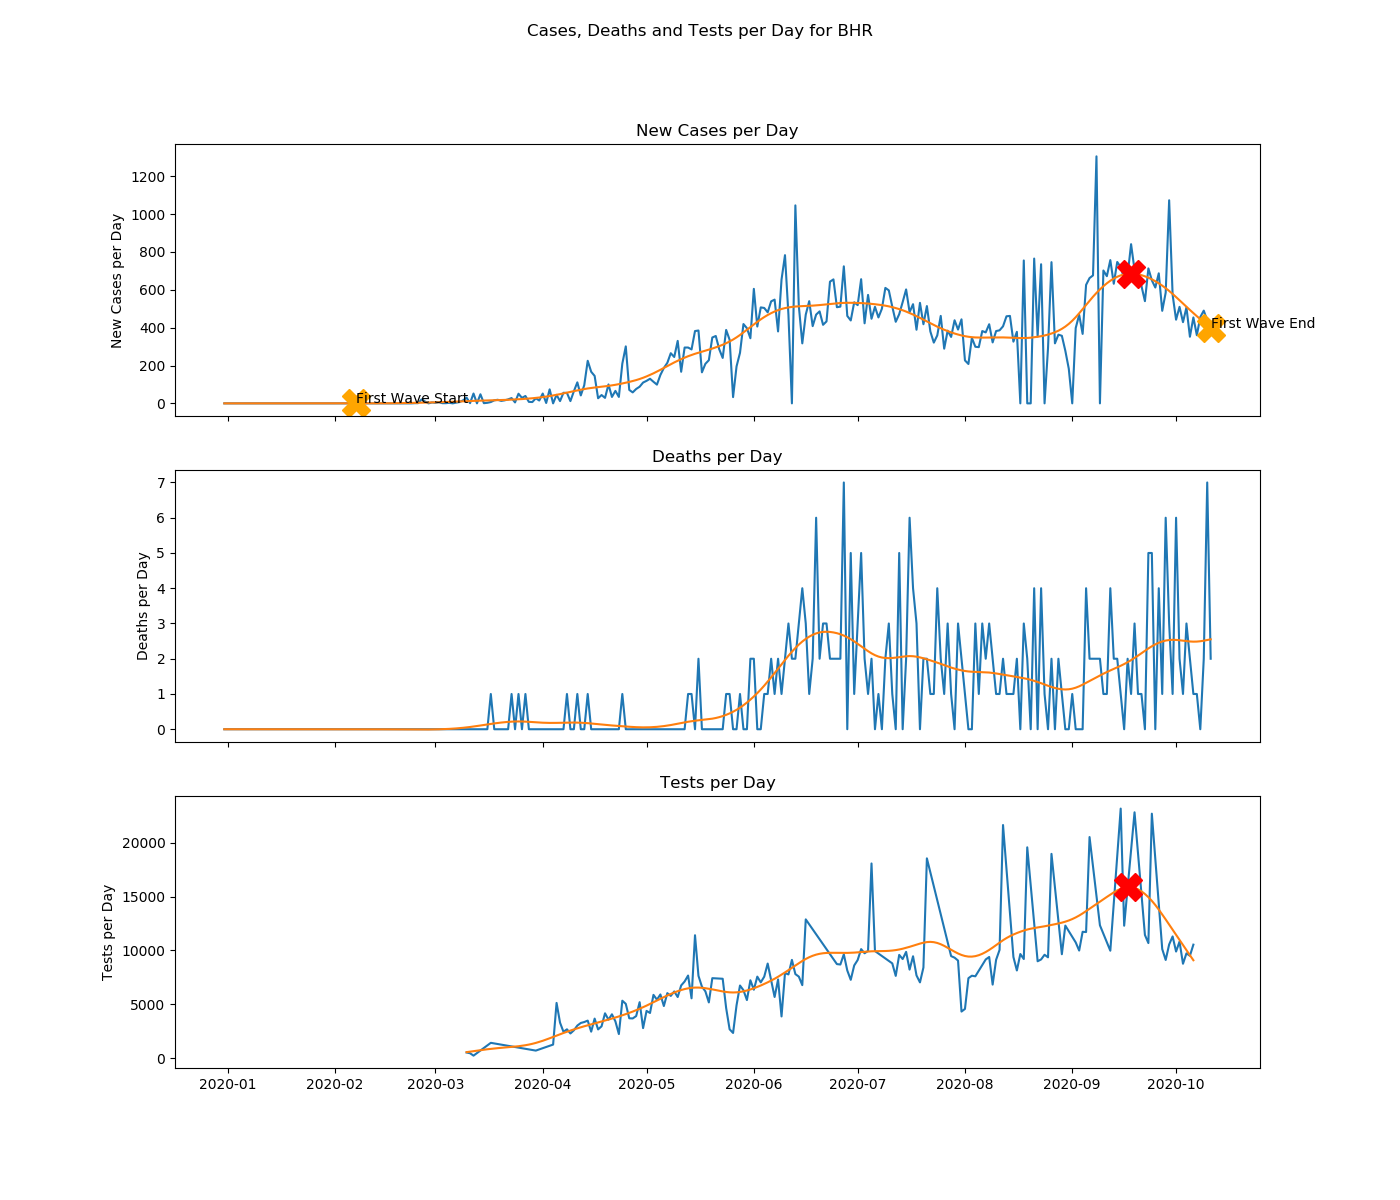 Cases, Deaths and Tests per Day for BHR
New Cases per Day
New Cases per Day
1200
1000
800
600
400
200
0
First Wave Start
First Wave End
Deaths per Day
Deaths per Day
7
6
5
4
3
2
1
0
Tests per Day
Tests per Day
20000
15000
10000
5000
0
2020-01 2020-02 2020-03 2020-04 2020-05 2020-06 2020-07 2020-08 2020-09 2020-10